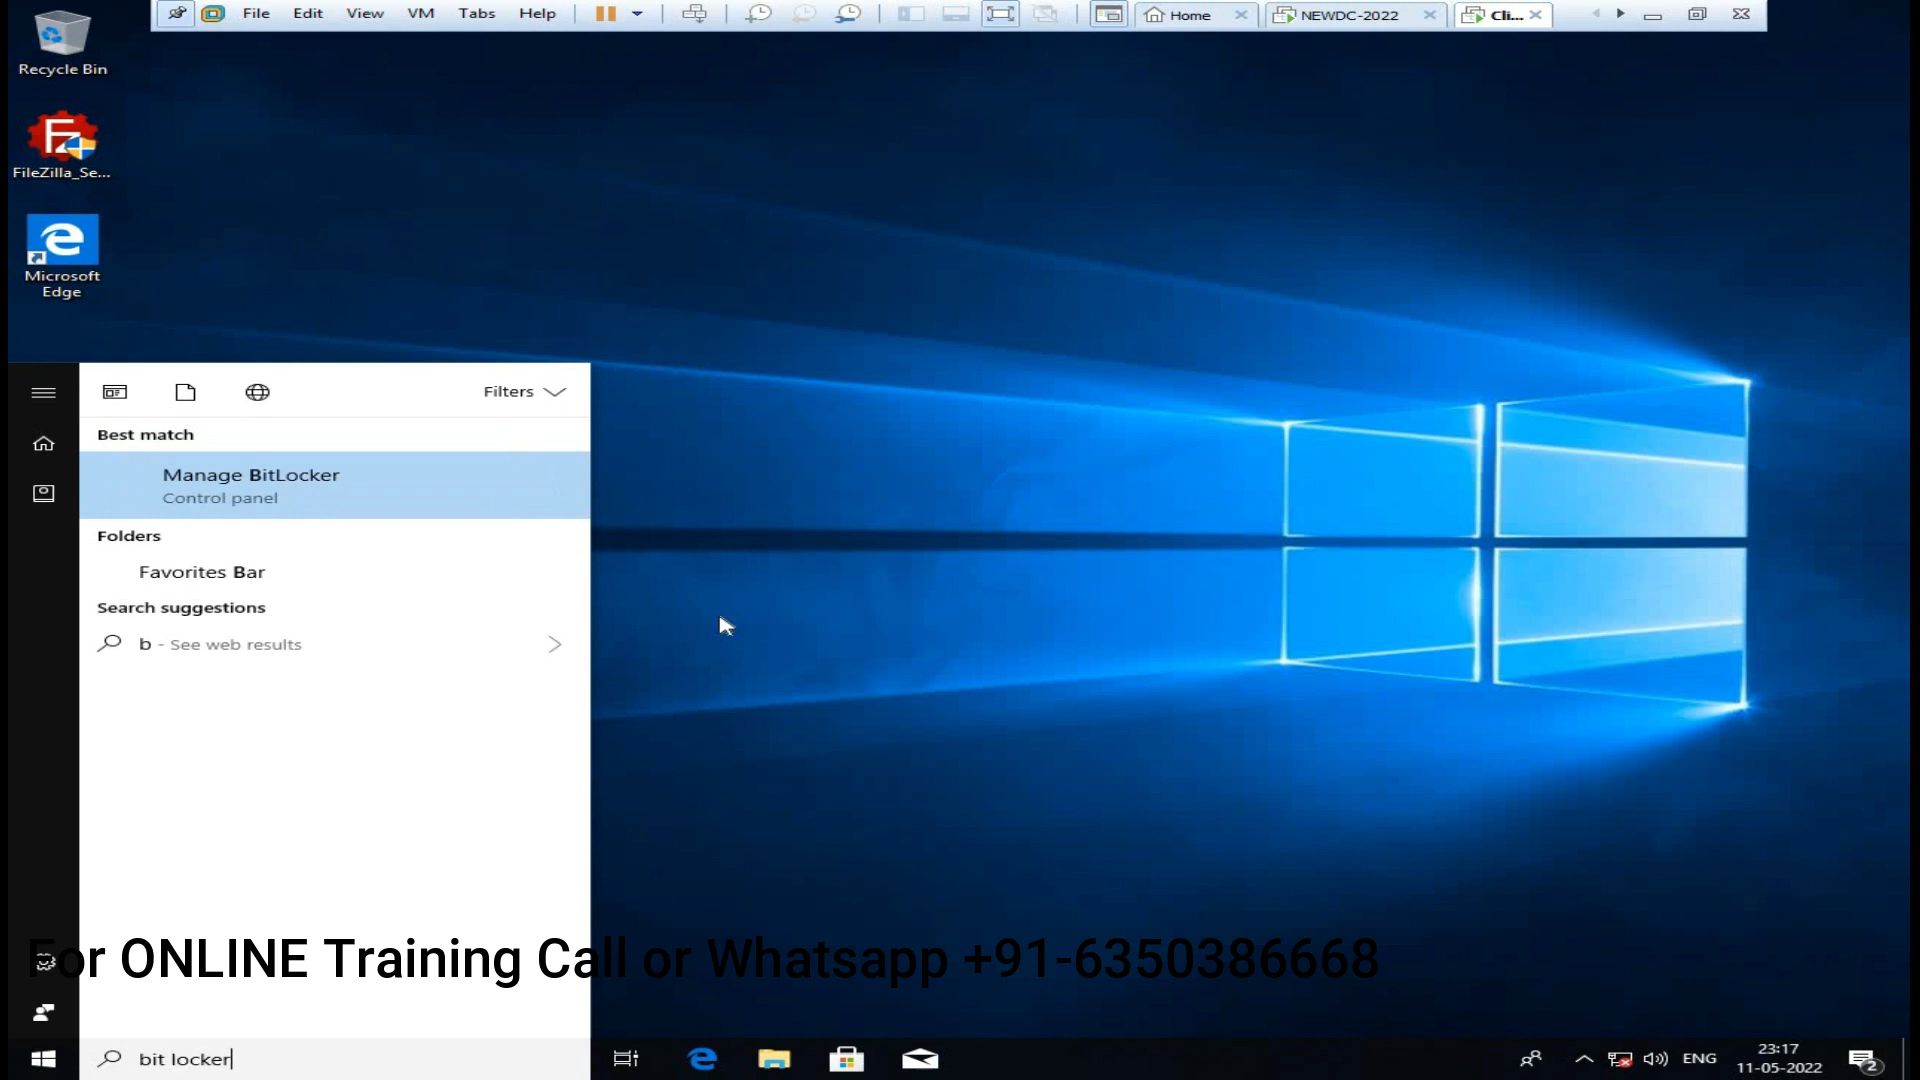 File Edit View VM Tabs Help
Home
NEWDC-2022
Cli...
Recycle Bin
FileZilla_Se...
Microsoft
Edge
Filters
Best match
Manage BitLocker
Control panel
Folders
Favorites Bar
Search suggestions
b - See web results
For ONLINE Training Call or Whatsapp +91-6350386668
bit locker
ENG
23:17
11-05-2022
2